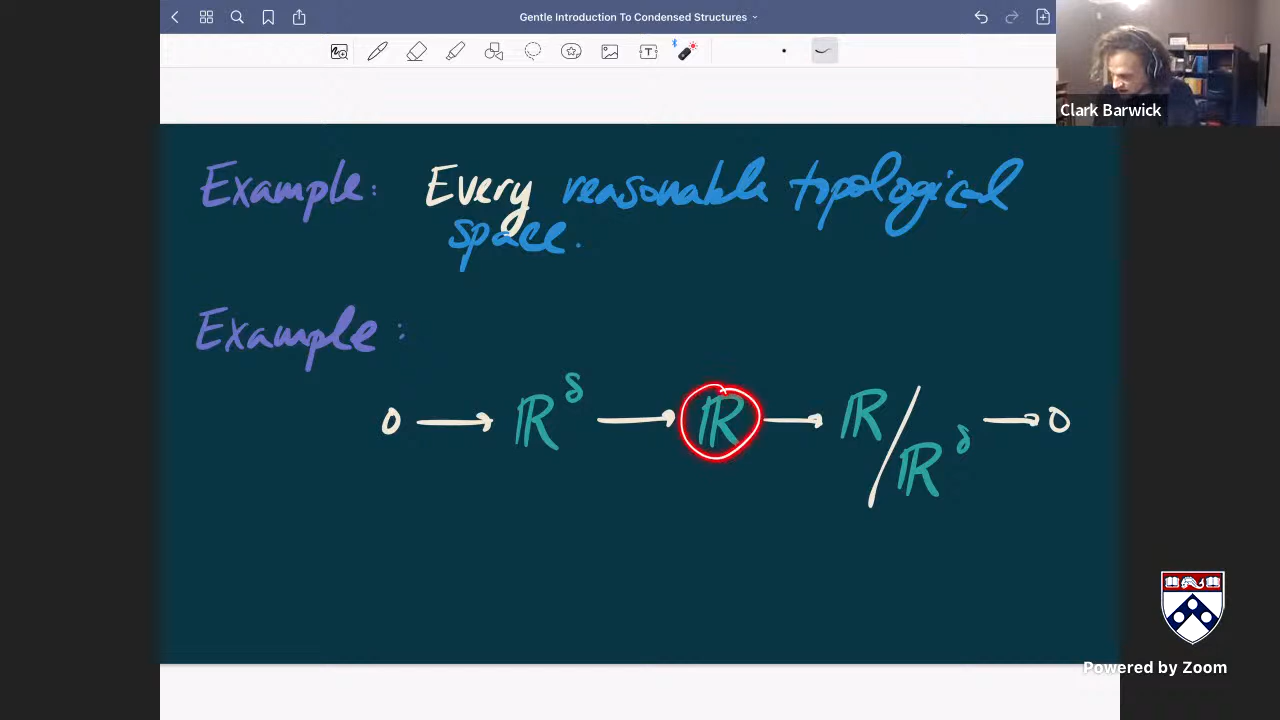 Gentle Introduction To Condensed Structures
Clark Barwick
Example: Every reasonable topological
space.
Example:
0 → ℝ^δ → ℝ → ℝ/ℝ^δ → 0
Powered by Zoom